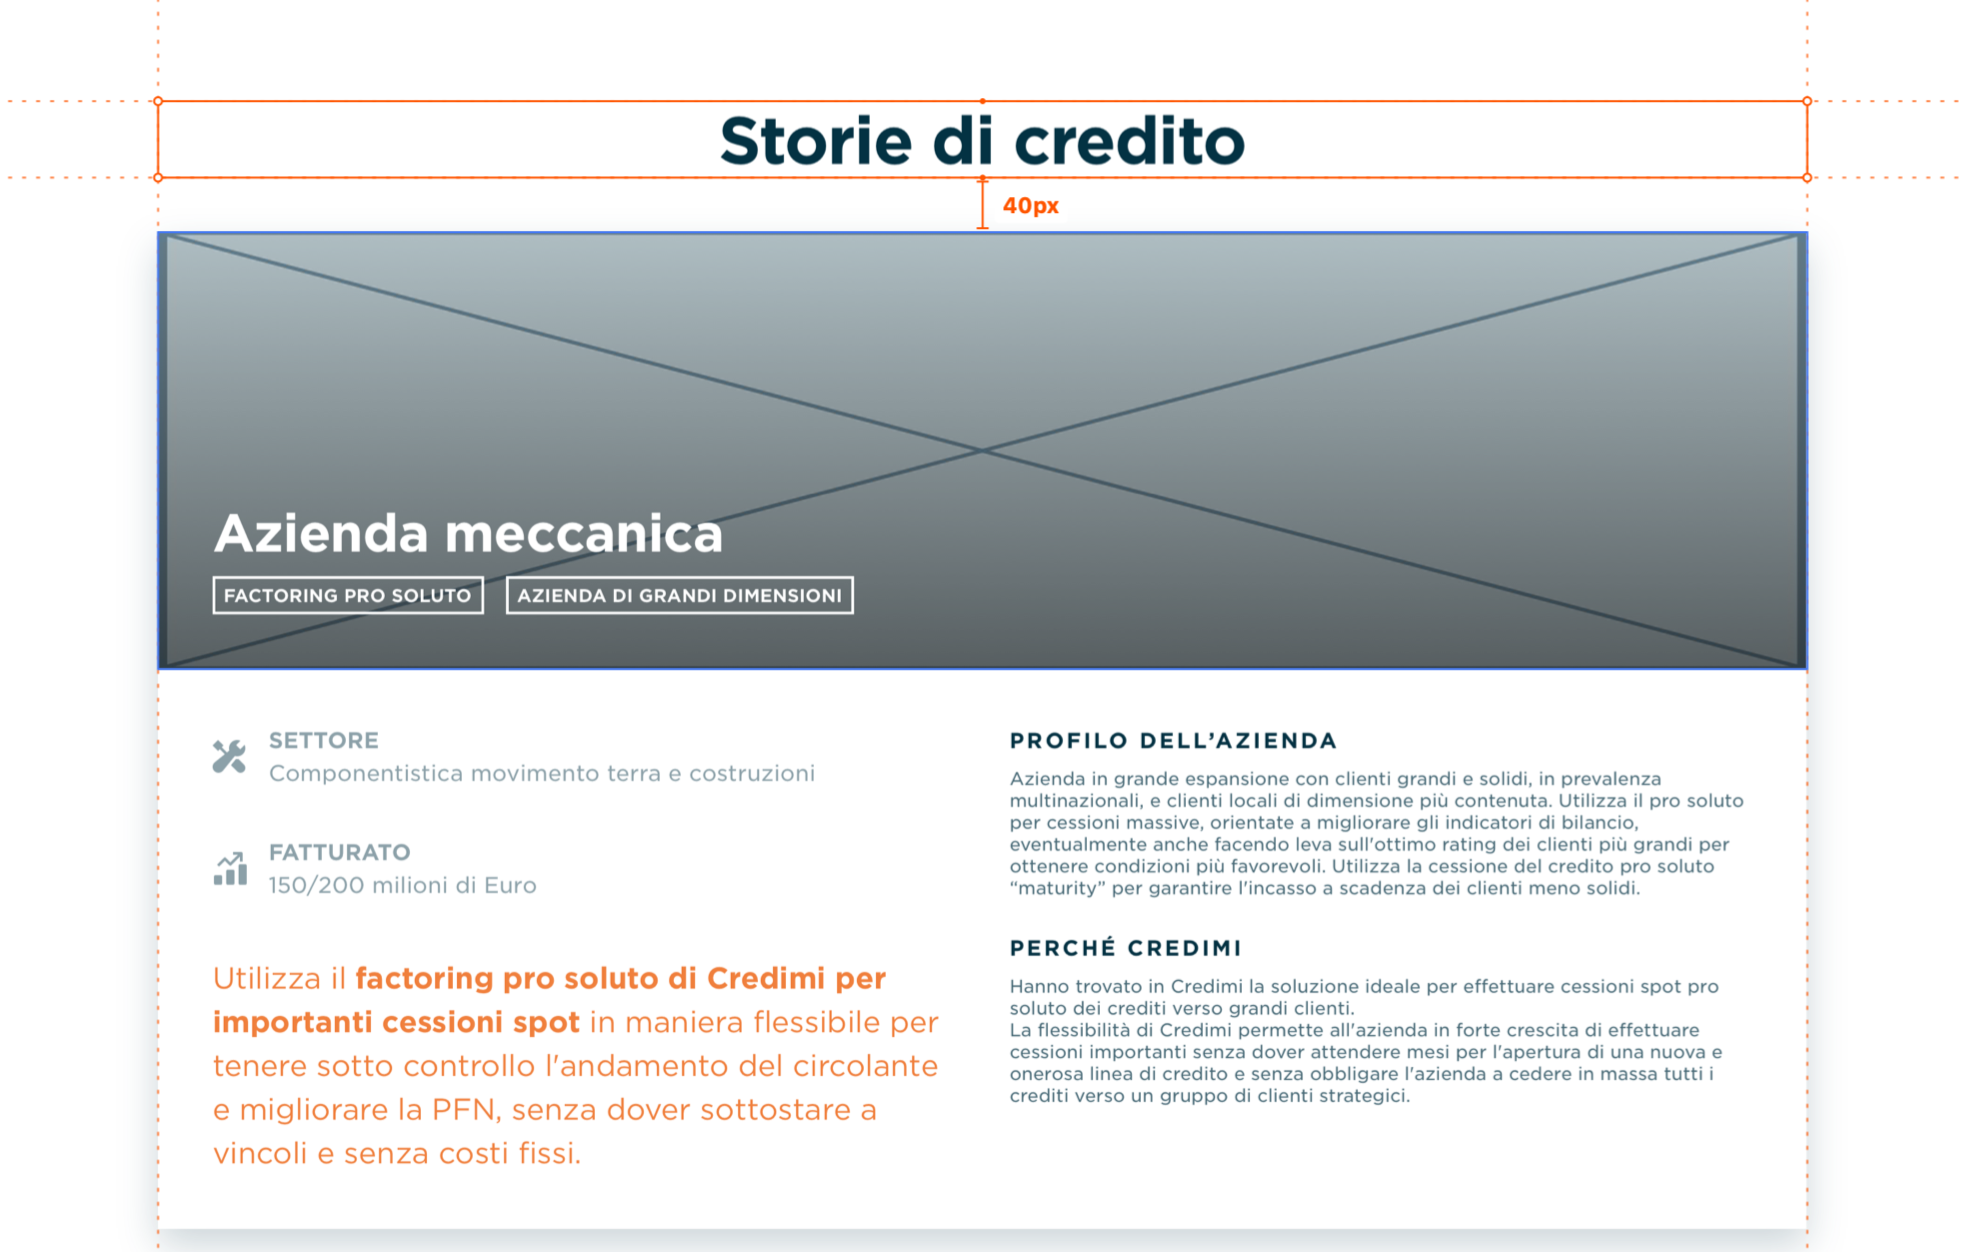 Storie di credito
40px
Azienda meccanica
FACTORING PRO SOLUTO
AZIENDA DI GRANDI DIMENSIONI
SETTORE
Componentistica movimento terra e costruzioni
FATTURATO
150/200 milioni di Euro
Utilizza il factoring pro soluto di Credimi per
importanti cessioni spot in maniera flessibile per
tenere sotto controllo l'andamento del circolante
e migliorare la PFN, senza dover sottostare a
vincoli e senza costi fissi.
PROFILO DELL’AZIENDA
Azienda in grande espansione con clienti grandi e solidi, in prevalenza
multinazionali, e clienti locali di dimensione più contenuta. Utilizza il pro soluto
per cessioni massive, orientate a migliorare gli indicatori di bilancio,
eventualmente anche facendo leva sull'ottimo rating dei clienti più grandi per
ottenere condizioni più favorevoli. Utilizza la cessione del credito pro soluto
“maturity” per garantire l'incasso a scadenza dei clienti meno solidi.
PERCHÉ CREDIMI
Hanno trovato in Credimi la soluzione ideale per effettuare cessioni spot pro
soluto dei crediti verso grandi clienti.
La flessibilità di Credimi permette all'azienda in forte crescita di effettuare
cessioni importanti senza dover attendere mesi per l'apertura di una nuova e
onerosa linea di credito e senza obbligare l'azienda a cedere in massa tutti i
crediti verso un gruppo di clienti strategici.